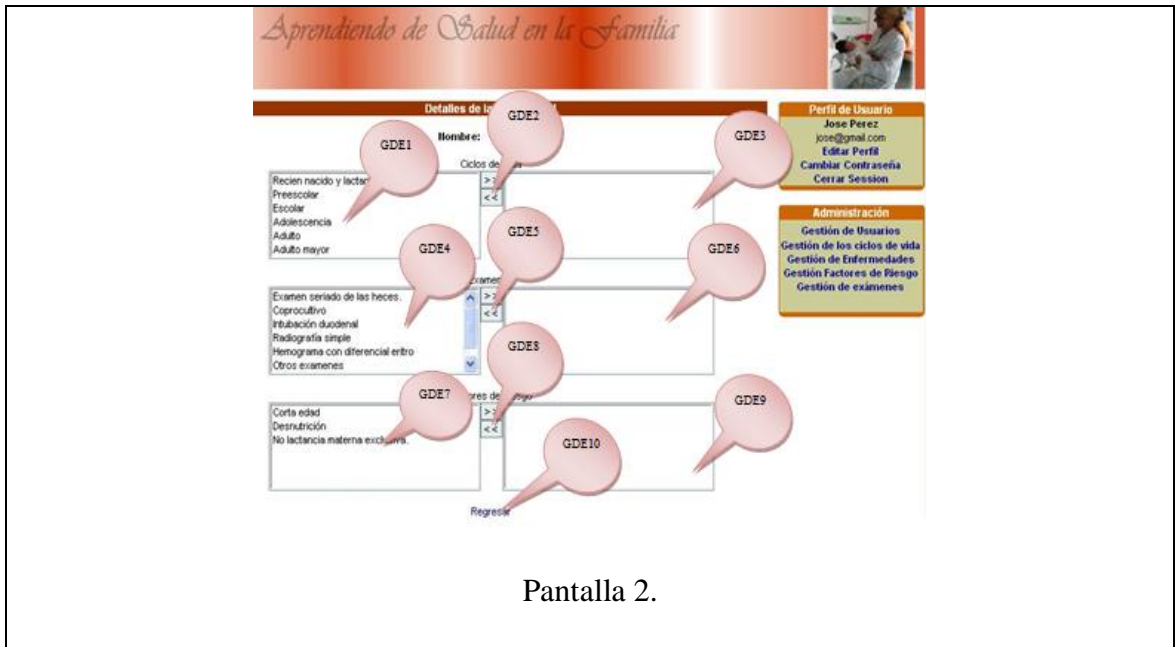 Aprendiendo de Salud en la Familia
Detalles de la
Nombre:
Ciclos de
Recien nacido y
Preescolar
Escolar
Adolescencia
Adulto
Adulto mayor
>>
<<
GDE1
GDE2
GDE3
Examen seriado de las heces.
Coprocultivo
Intubación duodenal
Radiografía simple
Hemograma con diferencial eritro
Otros examenes
>>
<<
GDE4
GDE5
GDE6
Corta edad
Desnutrición
No lactancia materna
>>
<<
GDE7
GDE8
GDE9
GDE10
Regresar
Perfil de Usuario
Jose Perez
jose@gmail.com
Editar Perfil
Cambiar Contraseña
Cerrar Session
Administración
Gestión de Usuarios
Gestión de los ciclos de vida
Gestión de Enfermedades
Gestión Factores de Riesgo
Gestión de exámenes
Pantalla 2.